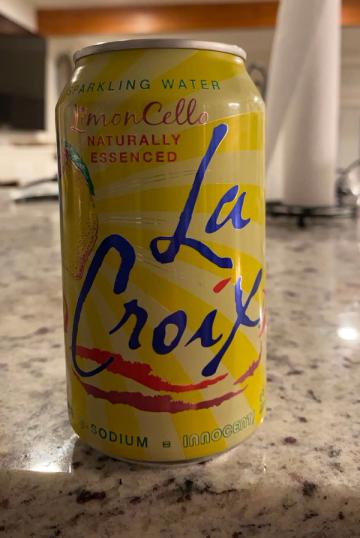 SPARKLING WATER
LimonCello
NATURALLY
ESSENCED
La
Croix
-SODIUM = INNOCENT